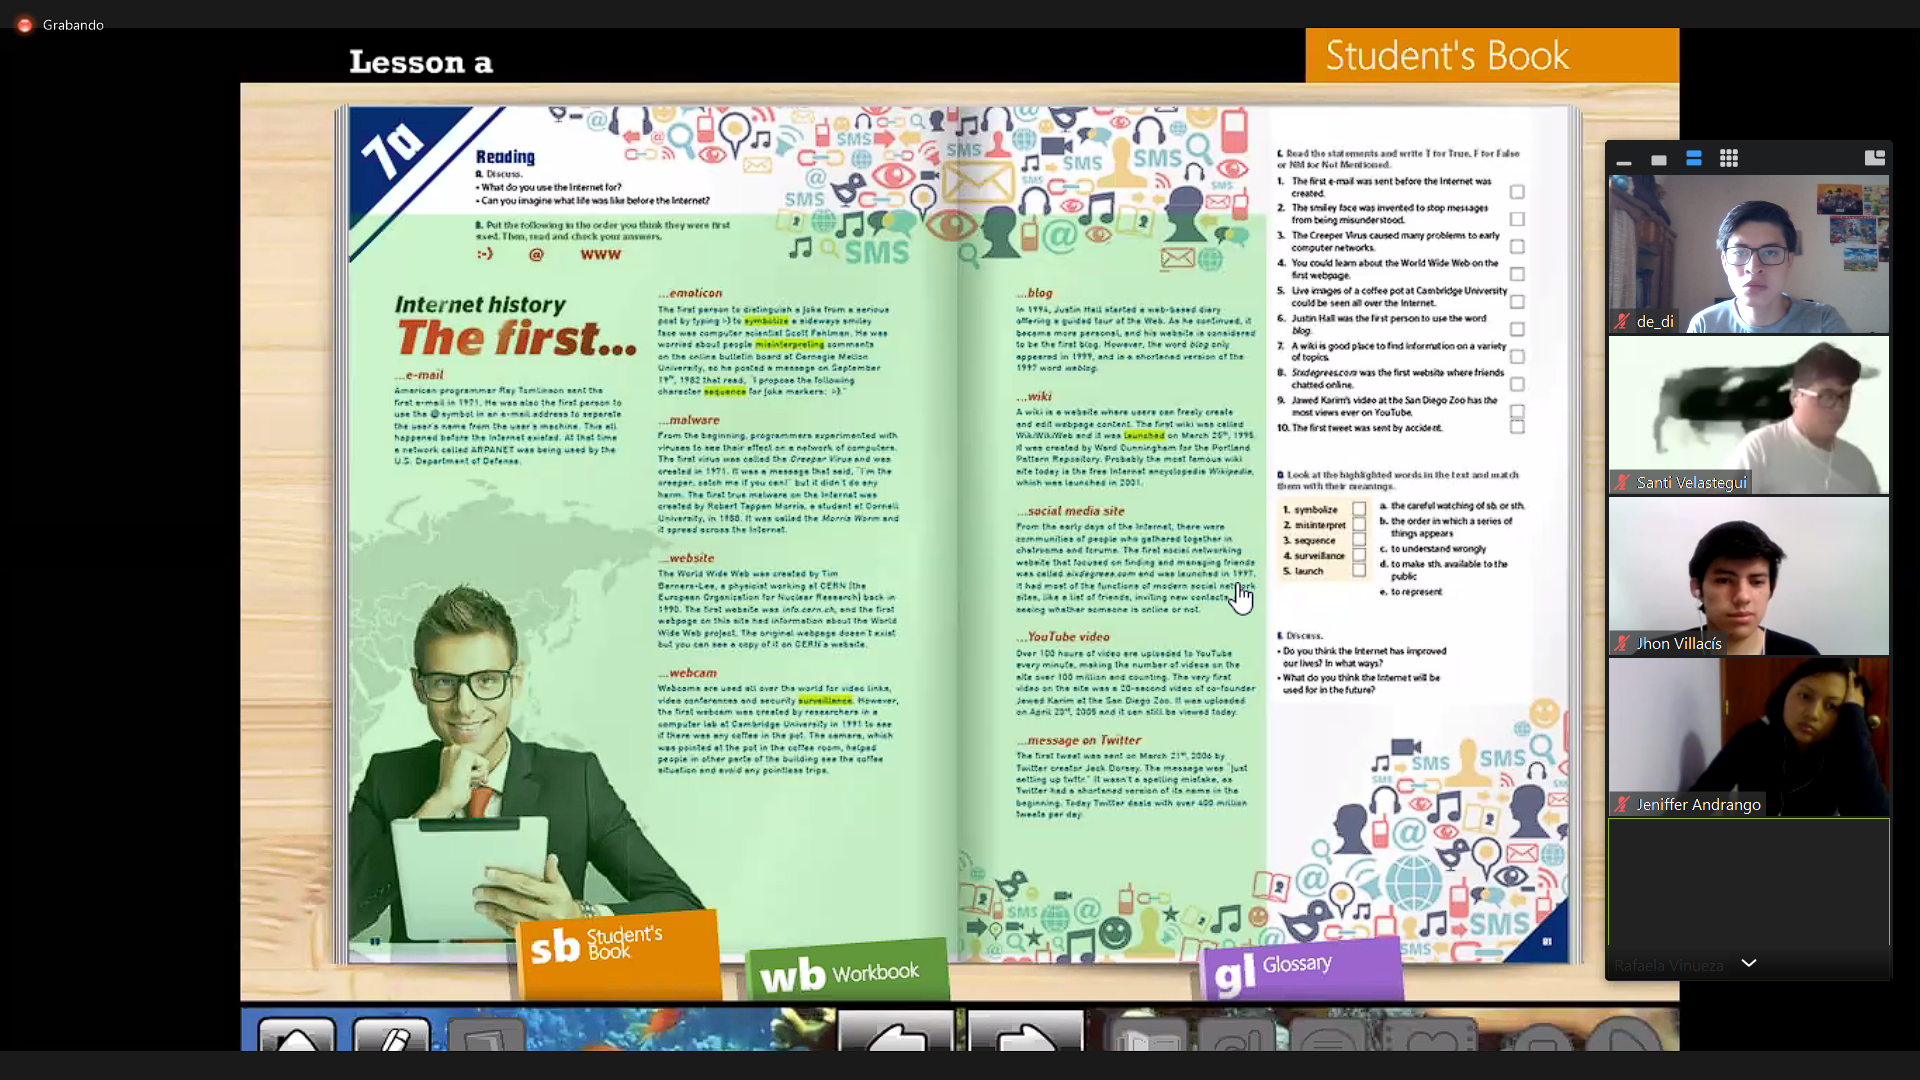 Grabando
Lesson a
Student's Book
7a
Reading
A. Discuss.
• What do you use the Internet for?
• Can you imagine what life was like before the Internet?
B. Put the following in the order you think they were first
used. Then, read and check your answers.
:-) @ WWW
Internet history
The first...
...e-mail
American programmer Ray Tomlinson sent the
first e-mail in 1971. He was also the first person to
use the @ symbol in an e-mail address to separate
the user's name from the user's machine. This all
happened before the Internet existed. At that time
a network called ARPANET was being used by the
U.S. Department of Defense.
...emoticon
The first person to distinguish a joke from a serious
post by typing :-) to symbolize a sideways smiley
face was computer scientist Scott Fahlman. He was
worried about people misinterpreting comments
on the online bulletin board at Carnegie Mellon
University, so he posted a message on September
19th, 1982 that read, "I propose the following
character sequence for joke markers: :-)."
...malware
From the beginning, programmers experimented with
viruses to see their effect on a network of computers.
The first virus was called the Creeper Virus and was
created in 1971. It was a message that said, "I'm the
creeper, catch me if you can!" but it didn't do any
harm. The first true malware on the Internet was
created by Robert Tappan Morris, a student at Cornell
University, in 1988. It was called the Morris Worm and
it spread across the Internet.
...website
The World Wide Web was created by Tim
Berners-Lee, a physicist working at CERN (the
European Organization for Nuclear Research) back in
1990. The first website was info.cern.ch, and the first
webpage on this site had information about the World
Wide Web project. The original webpage doesn't exist
but you can see a copy of it on CERN's website.
...webcam
Webcams are used all over the world for video links,
video conferences and security surveillance. However,
the first webcam was created by researchers in a
computer lab at Cambridge University in 1991 to see
if there was any coffee in the pot. The camera, which
was pointed at the pot in the coffee room, helped
people in other parts of the building see the coffee
situation and avoid any pointless trips.
...blog
In 1994, Justin Hall started a web-based diary
offering a guided tour of the Web. As he continued, it
became more personal, and his website is considered
to be the first blog. However, the word blog only
appeared in 1999, and is a shortened version of the
1997 word weblog.
...wiki
A wiki is a website where users can freely create
and edit webpage content. The first wiki was called
WikiWikiWeb and it was launched on March 25th, 1995.
It was created by Ward Cunningham for the Portland
Pattern Repository. Probably the most famous wiki
site today is the free Internet encyclopedia Wikipedia,
which was launched in 2001.
...social media site
From the early days of the Internet, there were
communities of people who gathered together in
chatrooms and forums. The first social networking
website that focused on finding and managing friends
was called sixdegrees.com and was launched in 1997.
It had most of the functions of modern social network
sites, like a list of friends, inviting new contacts
seeing whether someone is online or not.
...YouTube video
Over 100 hours of video are uploaded to YouTube
every minute, making the number of videos on the
site over 100 million and counting. The very first
video on the site was a 20-second video of co-founder
Jawed Karim at the San Diego Zoo. It was uploaded
on April 23rd, 2005 and it can still be viewed today.
...message on Twitter
The first tweet was sent on March 21st, 2006 by
Twitter creator Jack Dorsey. The message was "just
setting up twttr." It wasn't a spelling mistake, as
Twitter had a shortened version of its name in the
beginning. Today Twitter deals with over 400 million
tweets per day.
C. Read the statements and write T for True, F for False
or NM for Not Mentioned.
1. The first e-mail was sent before the Internet was
created.
2. The smiley face was invented to stop messages
from being misunderstood.
3. The Creeper Virus caused many problems to early
computer networks.
4. You could learn about the World Wide Web on the
first webpage.
5. Live images of a coffee pot at Cambridge University
could be seen all over the Internet.
6. Justin Hall was the first person to use the word
blog.
7. A wiki is good place to find information on a variety
of topics.
8. Sixdegrees.com was the first website where friends
chatted online.
9. Jawed Karim's video at the San Diego Zoo has the
most views ever on YouTube.
10. The first tweet was sent by accident.
D. Look at the highlighted words in the text and match
them with their meanings.
1. symbolize
2. misinterpret
3. sequence
4. surveillance
5. launch
a. the careful watching of sb. or sth.
b. the order in which a series of
things appears
c. to understand wrongly
d. to make sth. available to the
public
e. to represent
E. Discuss.
• Do you think the Internet has improved
our lives? In what ways?
• What do you think the Internet will be
used for in the future?
SMS
SMS
SMS
SMS
SMS
SMS
SMS
SMS
SMS
SMS
SMS
SMS
81
sb Student's
Book
wb Workbook
gl Glossary
de_di
Santi Velastegui
Jhon Villacís
Jeniffer Andrango
Rafaela Vinueza